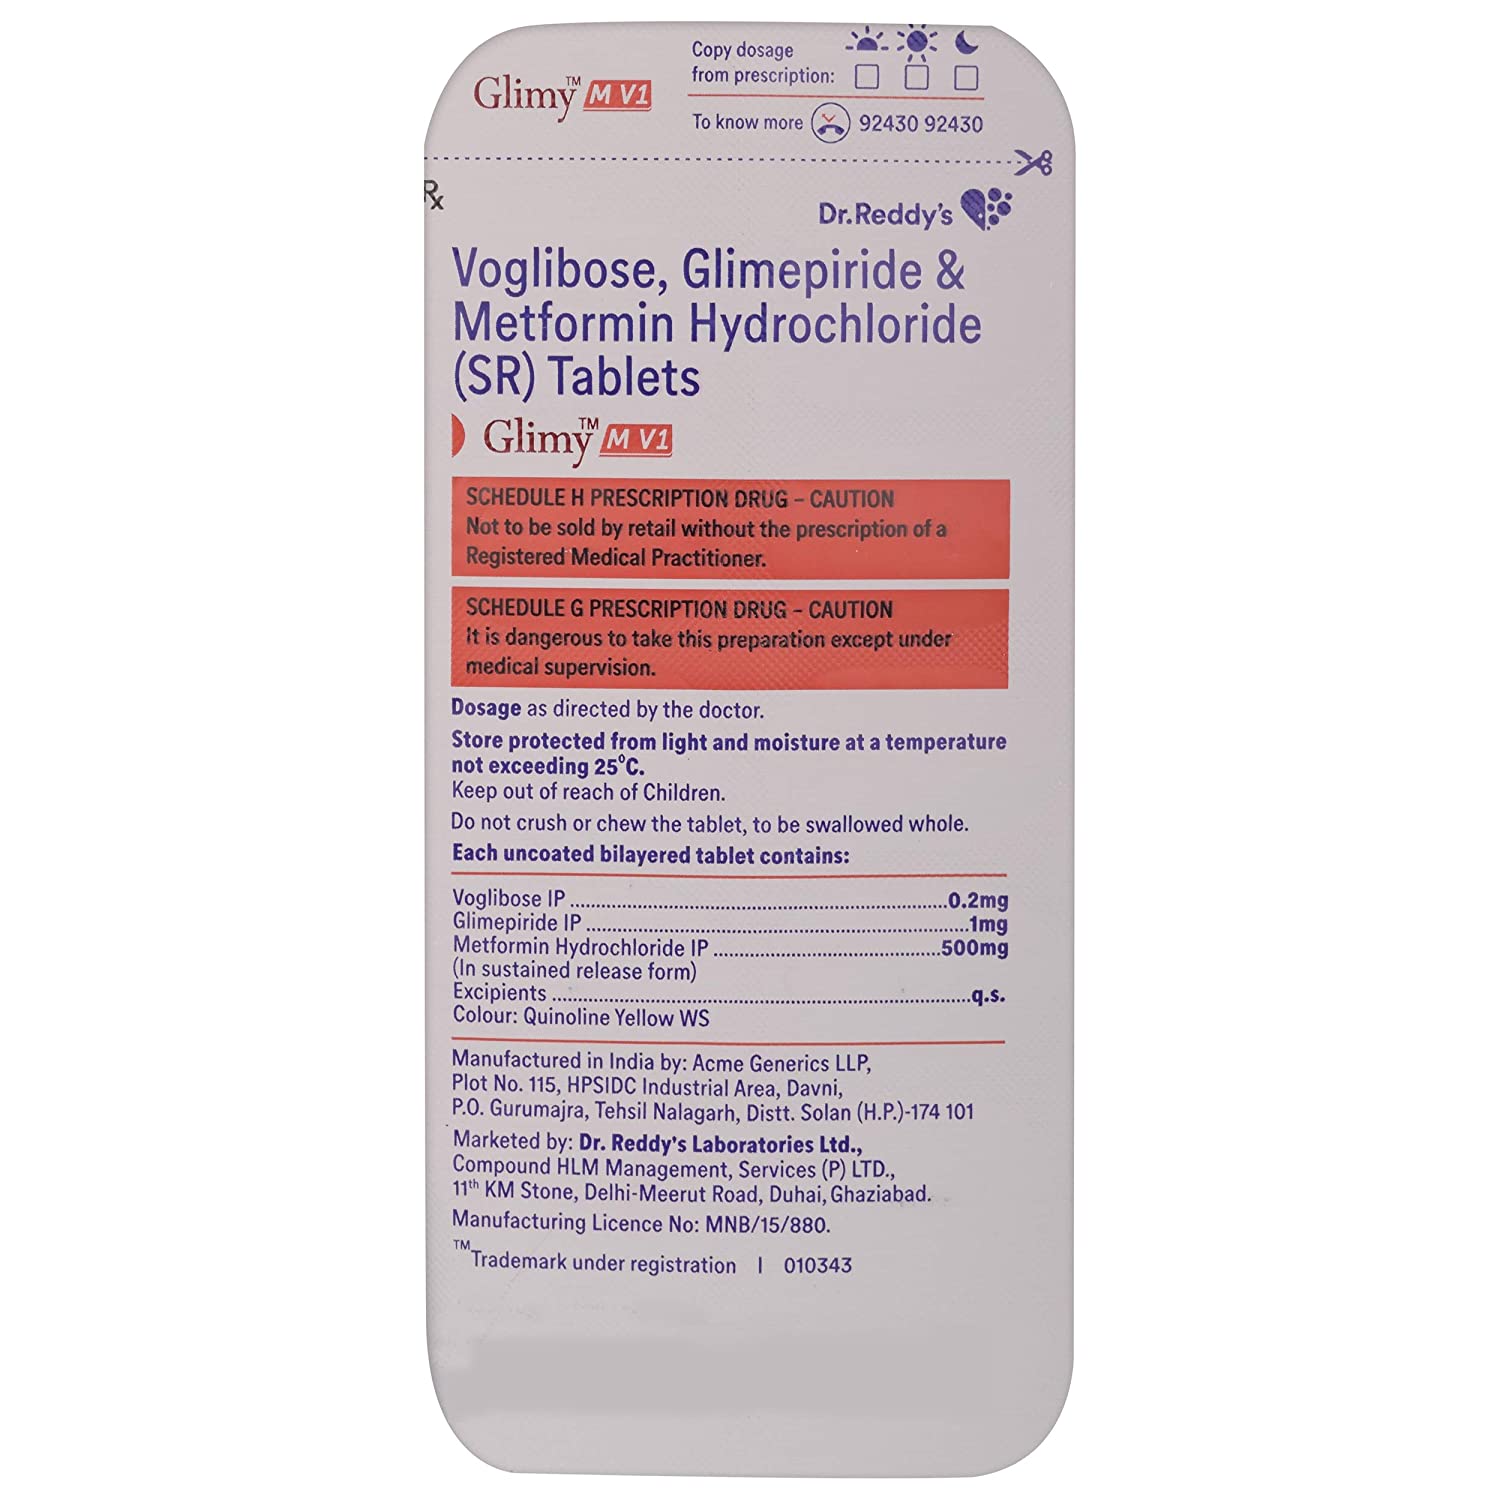 Glimy™ M V1
Copy dosage
from prescription:
To know more 92430 92430
Rx
Dr.Reddy's
Voglibose, Glimepiride &
Metformin Hydrochloride
(SR) Tablets
Glimy™ M V1
SCHEDULE H PRESCRIPTION DRUG – CAUTION
Not to be sold by retail without the prescription of a
Registered Medical Practitioner.
SCHEDULE G PRESCRIPTION DRUG – CAUTION
It is dangerous to take this preparation except under
medical supervision.
Dosage as directed by the doctor.
Store protected from light and moisture at a temperature
not exceeding 25°C.
Keep out of reach of Children.
Do not crush or chew the tablet, to be swallowed whole.
Each uncoated bilayered tablet contains:
Voglibose IP ..........0.2mg
Glimepiride IP ..........1mg
Metformin Hydrochloride IP ..........500mg
(In sustained release form)
Excipients ..........q.s.
Colour: Quinoline Yellow WS
Manufactured in India by: Acme Generics LLP,
Plot No. 115, HPSIDC Industrial Area, Davni,
P.O. Gurumajra, Tehsil Nalagarh, Distt. Solan (H.P.)-174 101
Marketed by: Dr. Reddy's Laboratories Ltd.,
Compound HLM Management, Services (P) LTD.,
11th KM Stone, Delhi-Meerut Road, Duhai, Ghaziabad.
Manufacturing Licence No: MNB/15/880.
™Trademark under registration | 010343